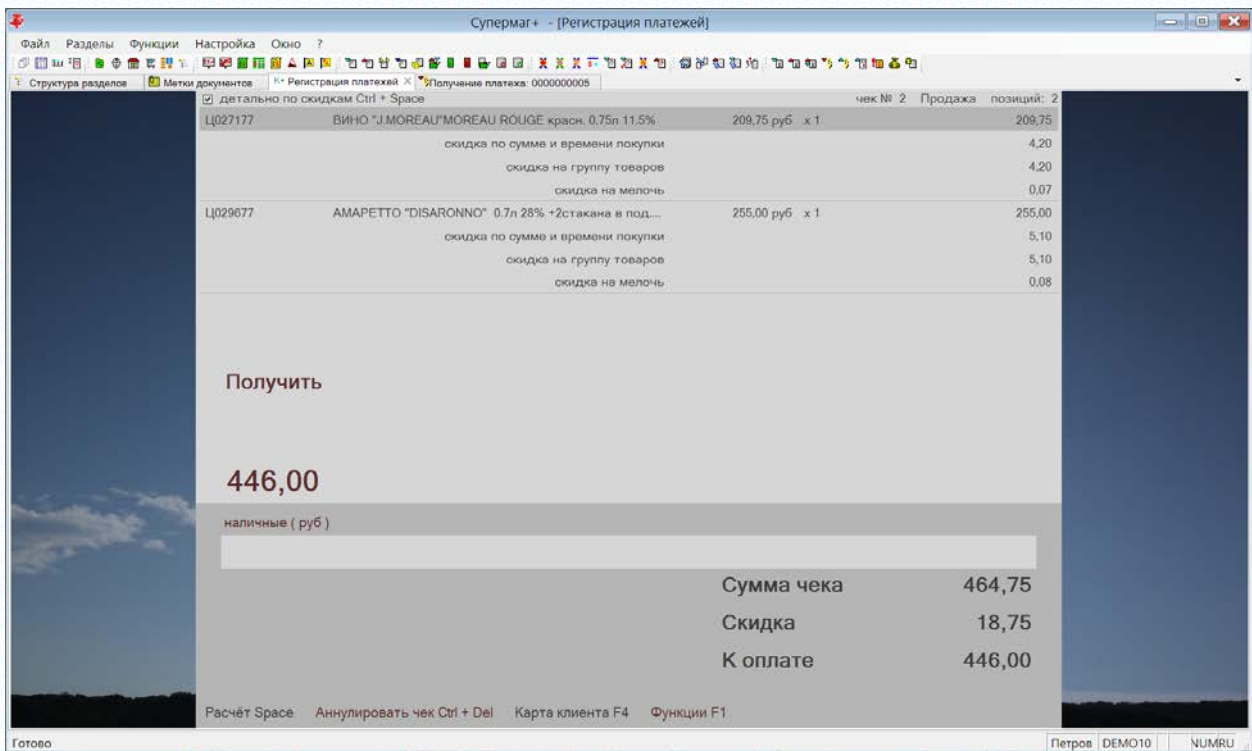 Супермаг+ - [Регистрация платежей]
Файл Разделы Функции Настройка Окно ?
Структура разделов Метки документов К+ Регистрация платежей Получение платежа: 0000000005
детально по скидкам Ctrl + Space чек № 2 Продажа позиций: 2
Ц027177 ВИНО "J.MOREAU"MOREAU ROUGE красн. 0.75л 11.5% 209,75 руб x 1 209,75
скидка по сумме и времени покупки 4,20
скидка на группу товаров 4,20
скидка на мелочь 0,07
Ц029677 АМАРЕТТО "DISARONNO" 0.7л 28% +2стакана в под.... 255,00 руб x 1 255,00
скидка по сумме и времени покупки 5,10
скидка на группу товаров 5,10
скидка на мелочь 0,08
Получить
446,00
наличные ( руб )
Сумма чека 464,75
Скидка 18,75
К оплате 446,00
Расчёт Space Аннулировать чек Ctrl + Del Карта клиента F4 Функции F1
Готово Петров DEMO10 NUMRU